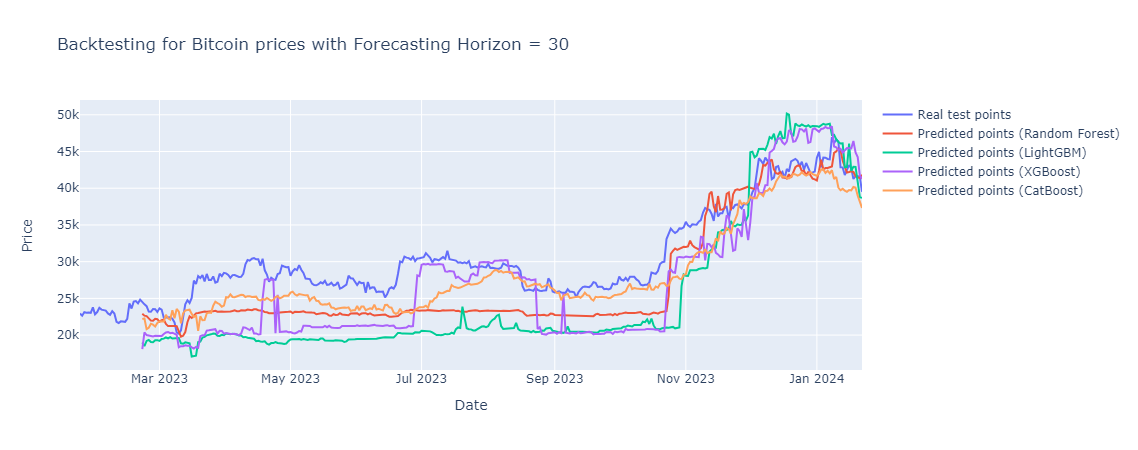 Backtesting for Bitcoin prices with Forecasting Horizon = 30
50k
45k
40k
35k
30k
25k
20k
Price
Mar 2023
May 2023
Jul 2023
Sep 2023
Nov 2023
Jan 2024
Date
Real test points
Predicted points (Random Forest)
Predicted points (LightGBM)
Predicted points (XGBoost)
Predicted points (CatBoost)